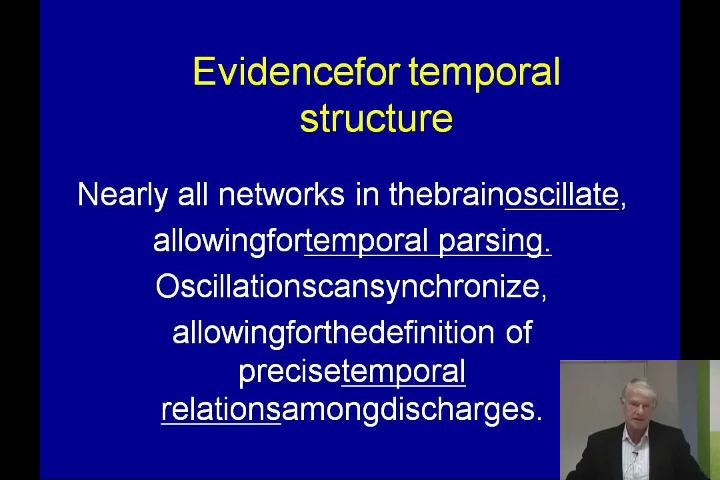 Evidencefor temporal
structure
Nearly all networks in thebrainoscillate,
allowingfortemporal parsing.
Oscillationscansynchronize,
allowingforthedefinition of
precisetemporal
relationsamongdischarges.